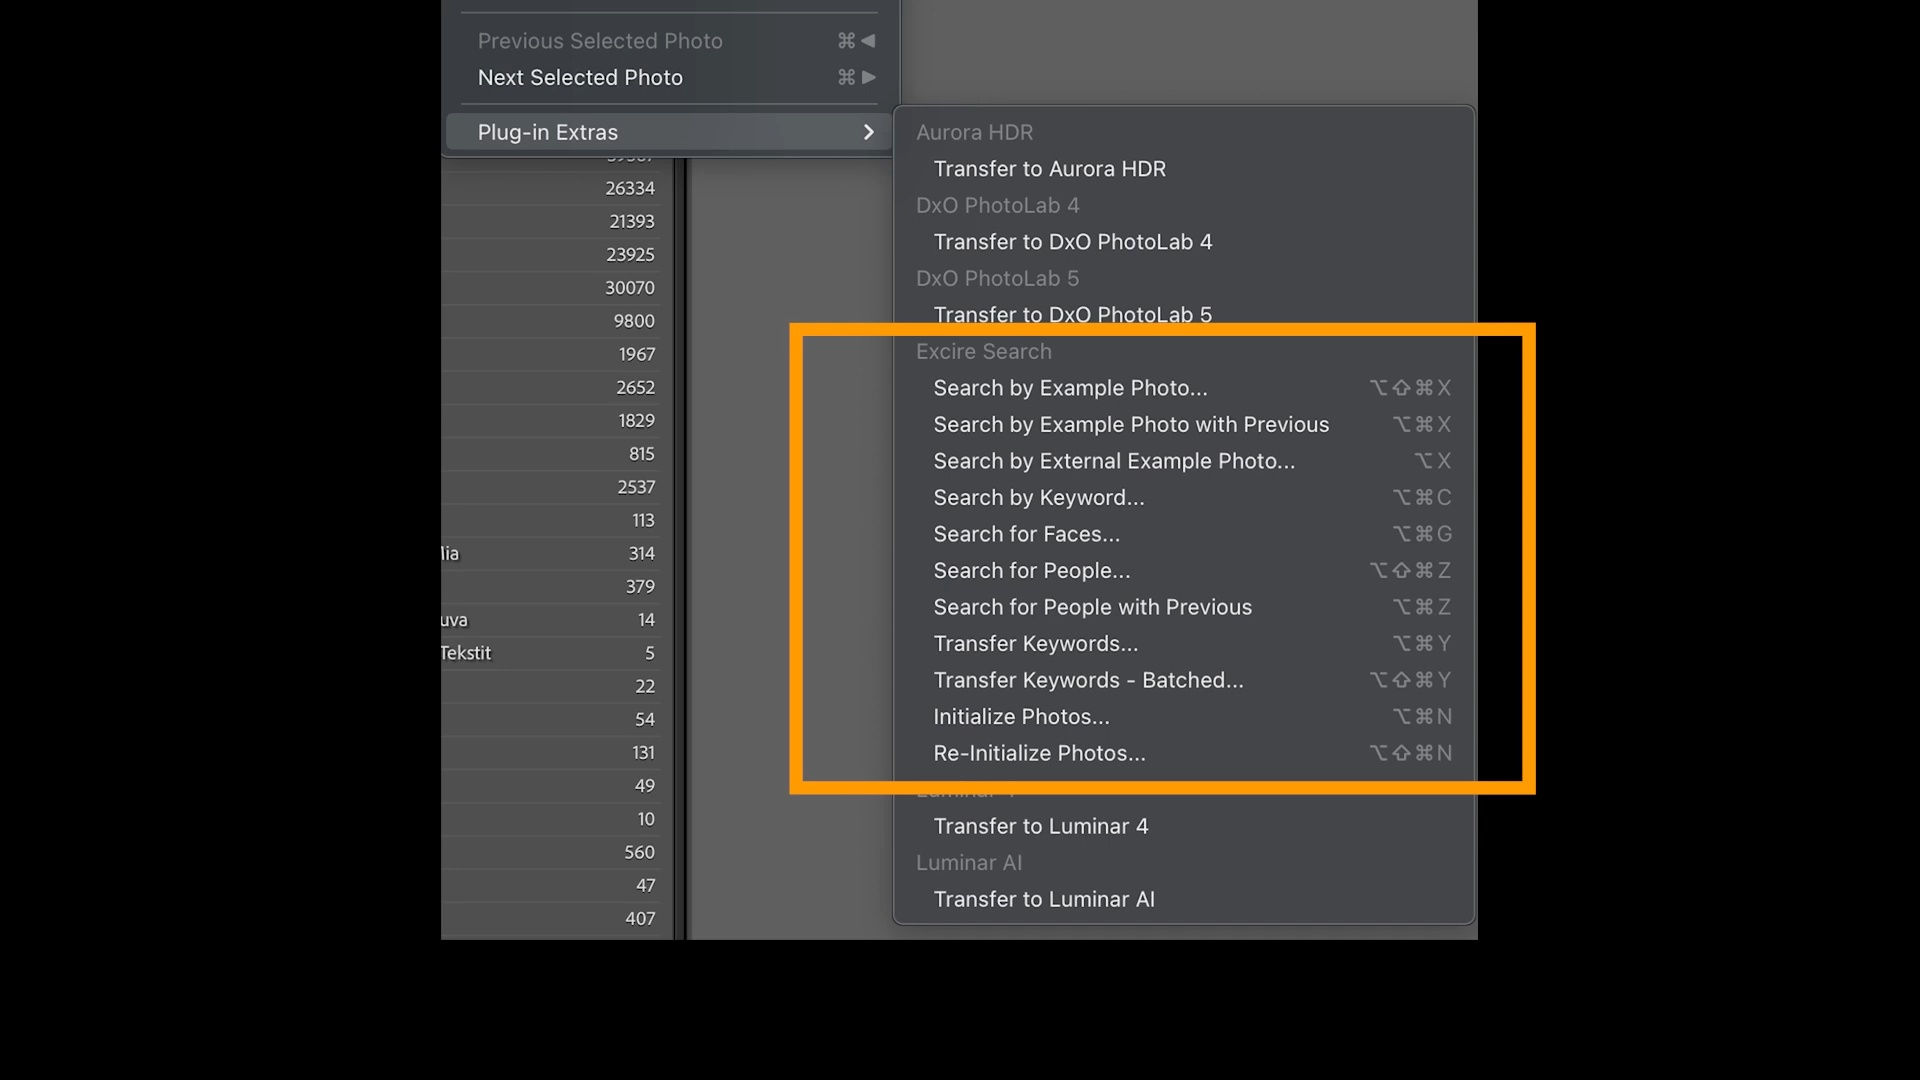 Previous Selected Photo ⌘◀
Next Selected Photo ⌘▶
Plug-in Extras
26334
21393
23925
30070
9800
1967
2652
1829
815
2537
113
314
379
14
Tekstit 5
22
54
131
49
10
560
47
407
Aurora HDR
Transfer to Aurora HDR
DxO PhotoLab 4
Transfer to DxO PhotoLab 4
DxO PhotoLab 5
Transfer to DxO PhotoLab 5
Excire Search
Search by Example Photo... ⌥⇧⌘X
Search by Example Photo with Previous ⌥⌘X
Search by External Example Photo... ⌥X
Search by Keyword... ⌥⌘C
Search for Faces... ⌥⌘G
Search for People... ⌥⇧⌘Z
Search for People with Previous ⌥⌘Z
Transfer Keywords... ⌥⌘Y
Transfer Keywords - Batched... ⌥⇧⌘Y
Initialize Photos... ⌥⌘N
Re-Initialize Photos... ⌥⇧⌘N
Transfer to Luminar 4
Luminar AI
Transfer to Luminar AI